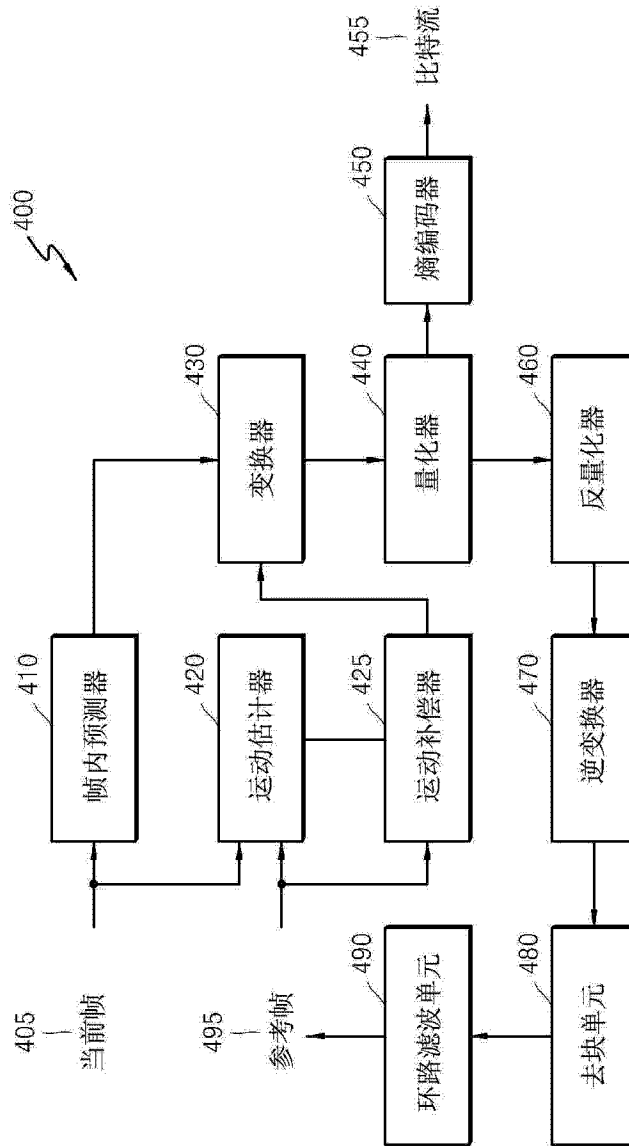 400
405
当前帧
410
帧内预测器
495
参考帧
420
运动估计器
430
变换器
425
运动补偿器
440
量化器
450
熵编码器
455
比特流
490
环路滤波单元
460
反量化器
470
逆变换器
480
去块单元